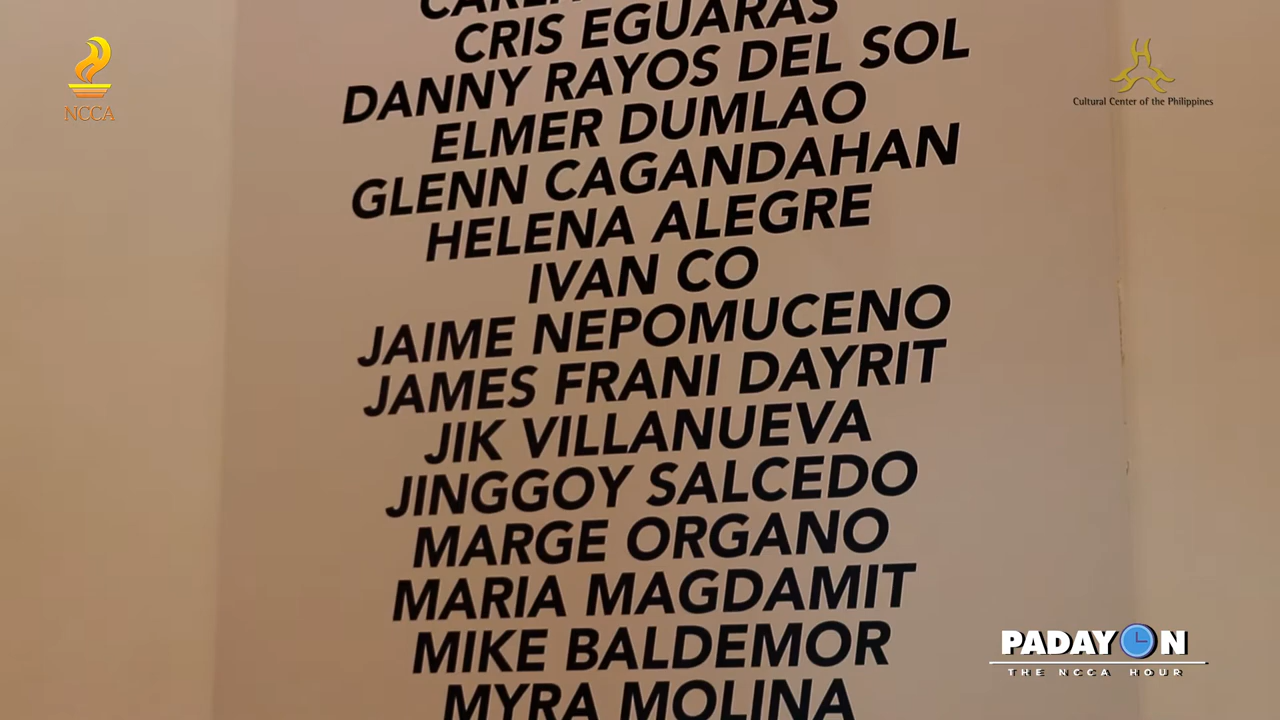 CRIS EGUARAS
DANNY RAYOS DEL SOL
ELMER DUMLAO
GLENN CAGANDAHAN
HELENA ALEGRE
IVAN CO
JAIME NEPOMUCENO
JAMES FRANI DAYRIT
JIK VILLANUEVA
JINGGOY SALCEDO
MARGE ORGANO
MARIA MAGDAMIT
MIKE BALDEMOR
MYRA MOLINA
NCCA
Cultural Center of the Philippines
PADAYON
THE NCCA HOUR